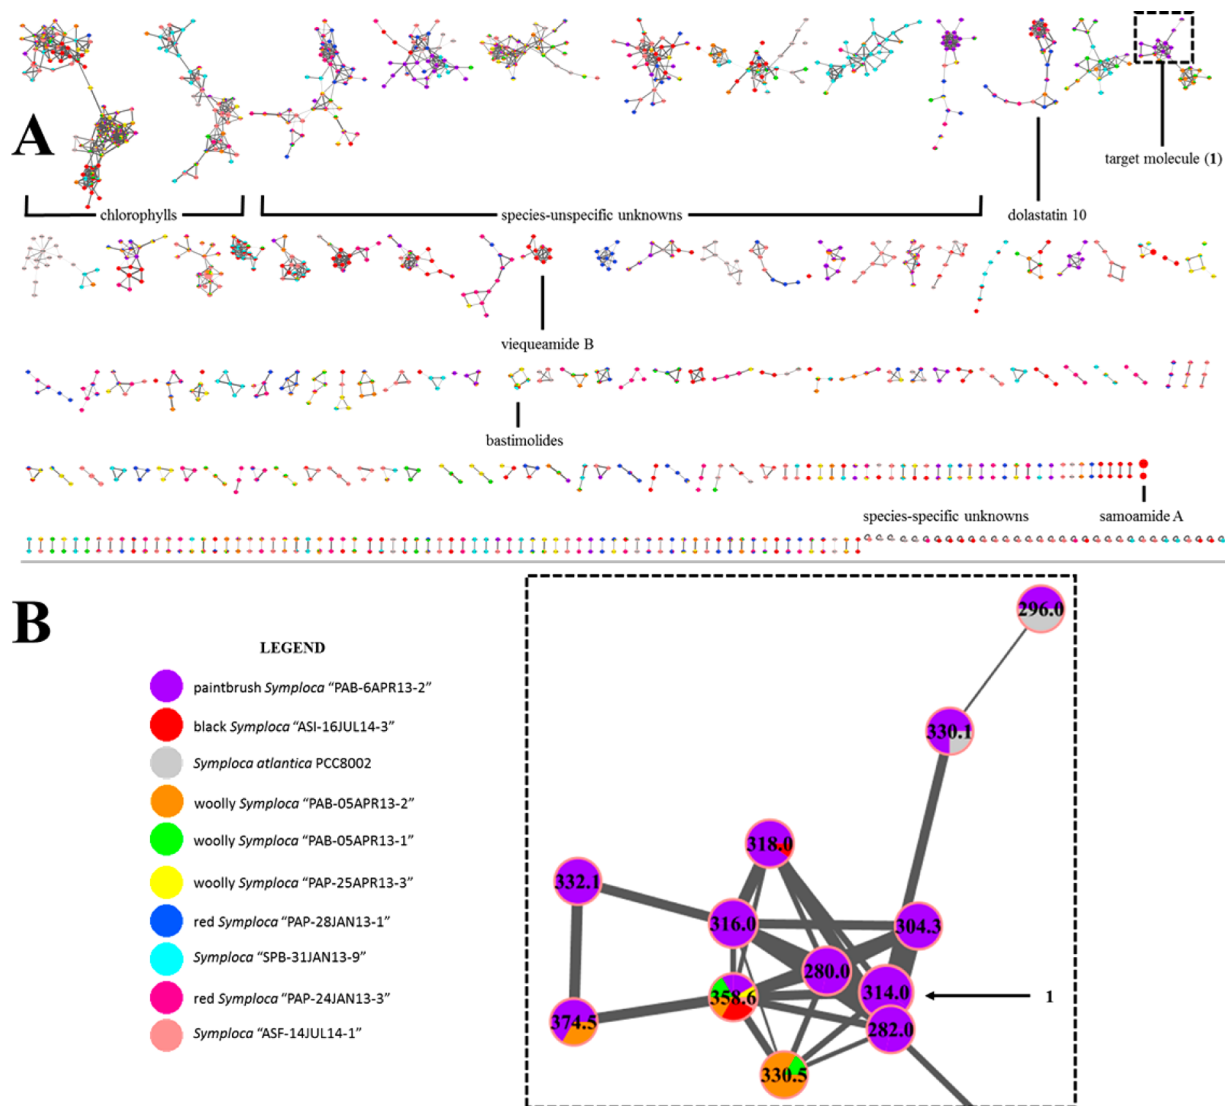 A
target molecule (1)
chlorophylls
species-unspecific unknowns
dolastatin 10
viequeamide B
bastimolides
species-specific unknowns
samoamide A
B
LEGEND
paintbrush Symploca “PAB-6APR13-2”
black Symploca “ASI-16JUL14-3”
Symploca atlantica PCC8002
woolly Symploca “PAB-05APR13-2”
woolly Symploca “PAB-05APR13-1”
woolly Symploca “PAP-25APR13-3”
red Symploca “PAP-28JAN13-1”
Symploca “SPB-31JAN13-9”
red Symploca “PAP-24JAN13-3”
Symploca “ASF-14JUL14-1”
296.0
330.1
318.0
332.1
316.0
304.3
280.0
358.6
314.0
1
374.5
282.0
330.5